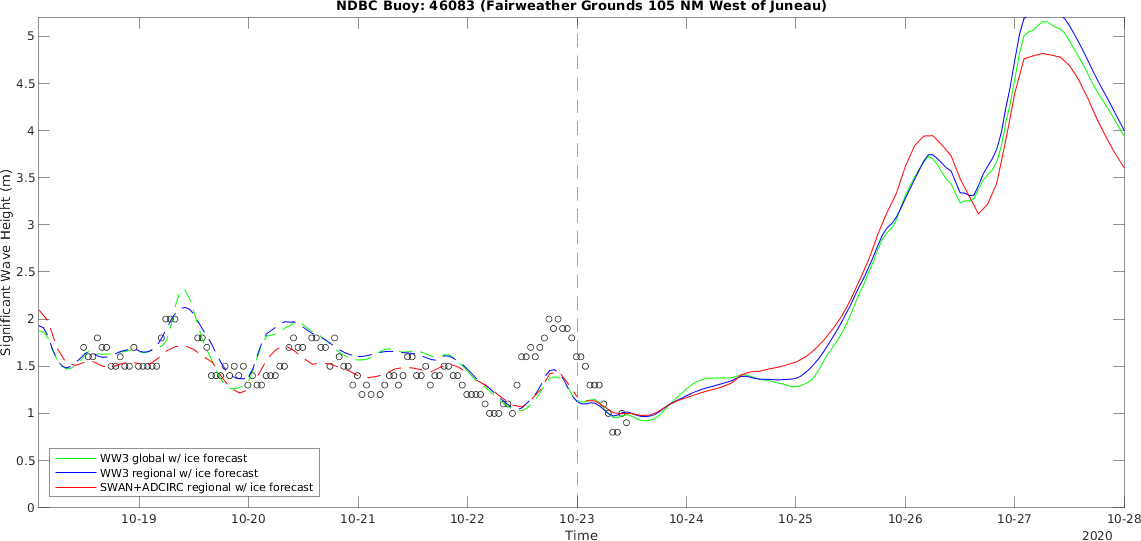 NDBC Buoy: 46083 (Fairweather Grounds 105 NM West of Juneau)
Significant Wave Height (m)
5
4.5
4
3.5
3
2.5
2
1.5
1
0.5
0
WW3 global w/ ice forecast
WW3 regional w/ ice forecast
SWAN+ADCIRC regional w/ ice forecast
10-19 10-20 10-21 10-22 10-23 10-24 10-25 10-26 10-27 10-28
Time
2020